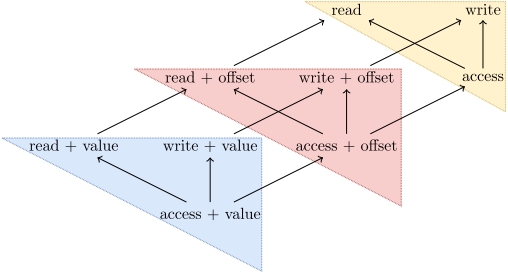 read
write
access
read + offset
write + offset
access + offset
read + value
write + value
access + value